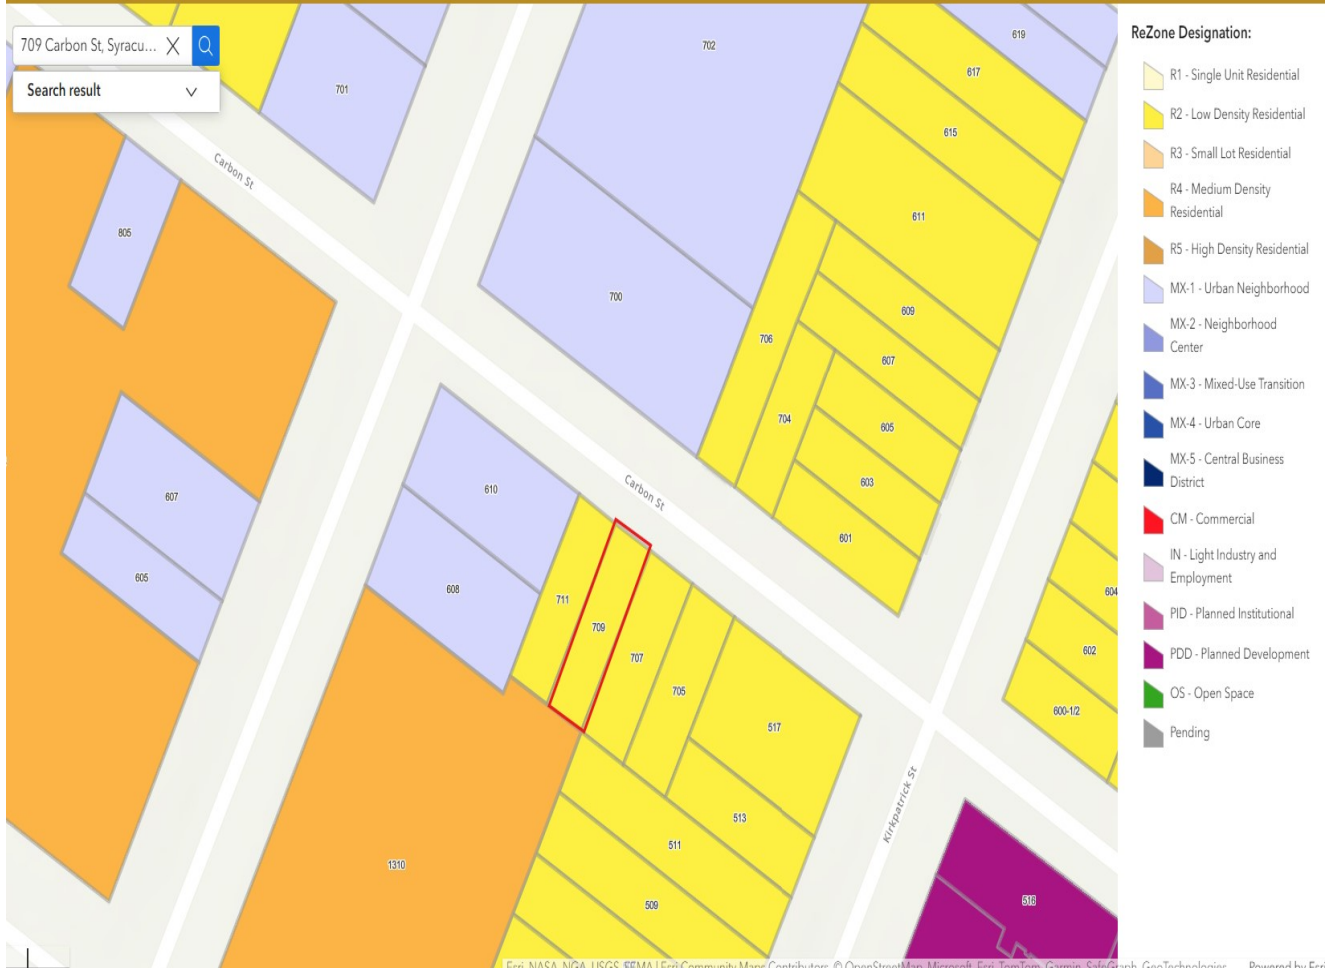 709 Carbon St, Syracu...
Search result
ReZone Designation:
R1 - Single Unit Residential
R2 - Low Density Residential
R3 - Small Lot Residential
R4 - Medium Density
Residential
R5 - High Density Residential
MX-1 - Urban Neighborhood
MX-2 - Neighborhood
Center
MX-3 - Mixed-Use Transition
MX-4 - Urban Core
MX-5 - Central Business
District
CM - Commercial
IN - Light Industry and
Employment
PID - Planned Institutional
PDD - Planned Development
OS - Open Space
Pending
619
702
617
701
615
Carbon St
611
805
700
609
706
607
704
605
603
610
607
Carbon St
601
605
608
711
709
707
705
604
602
600-1/2
517
513
511
Kirkpatrick St
1310
509
518
Esri, NASA, NGA, USGS, FEMA | Esri Community Maps Contributors, © OpenStreetMap, Microsoft, Esri, TomTom, Garmin, SafeGraph, GeoTechnologies... Powered by Esri